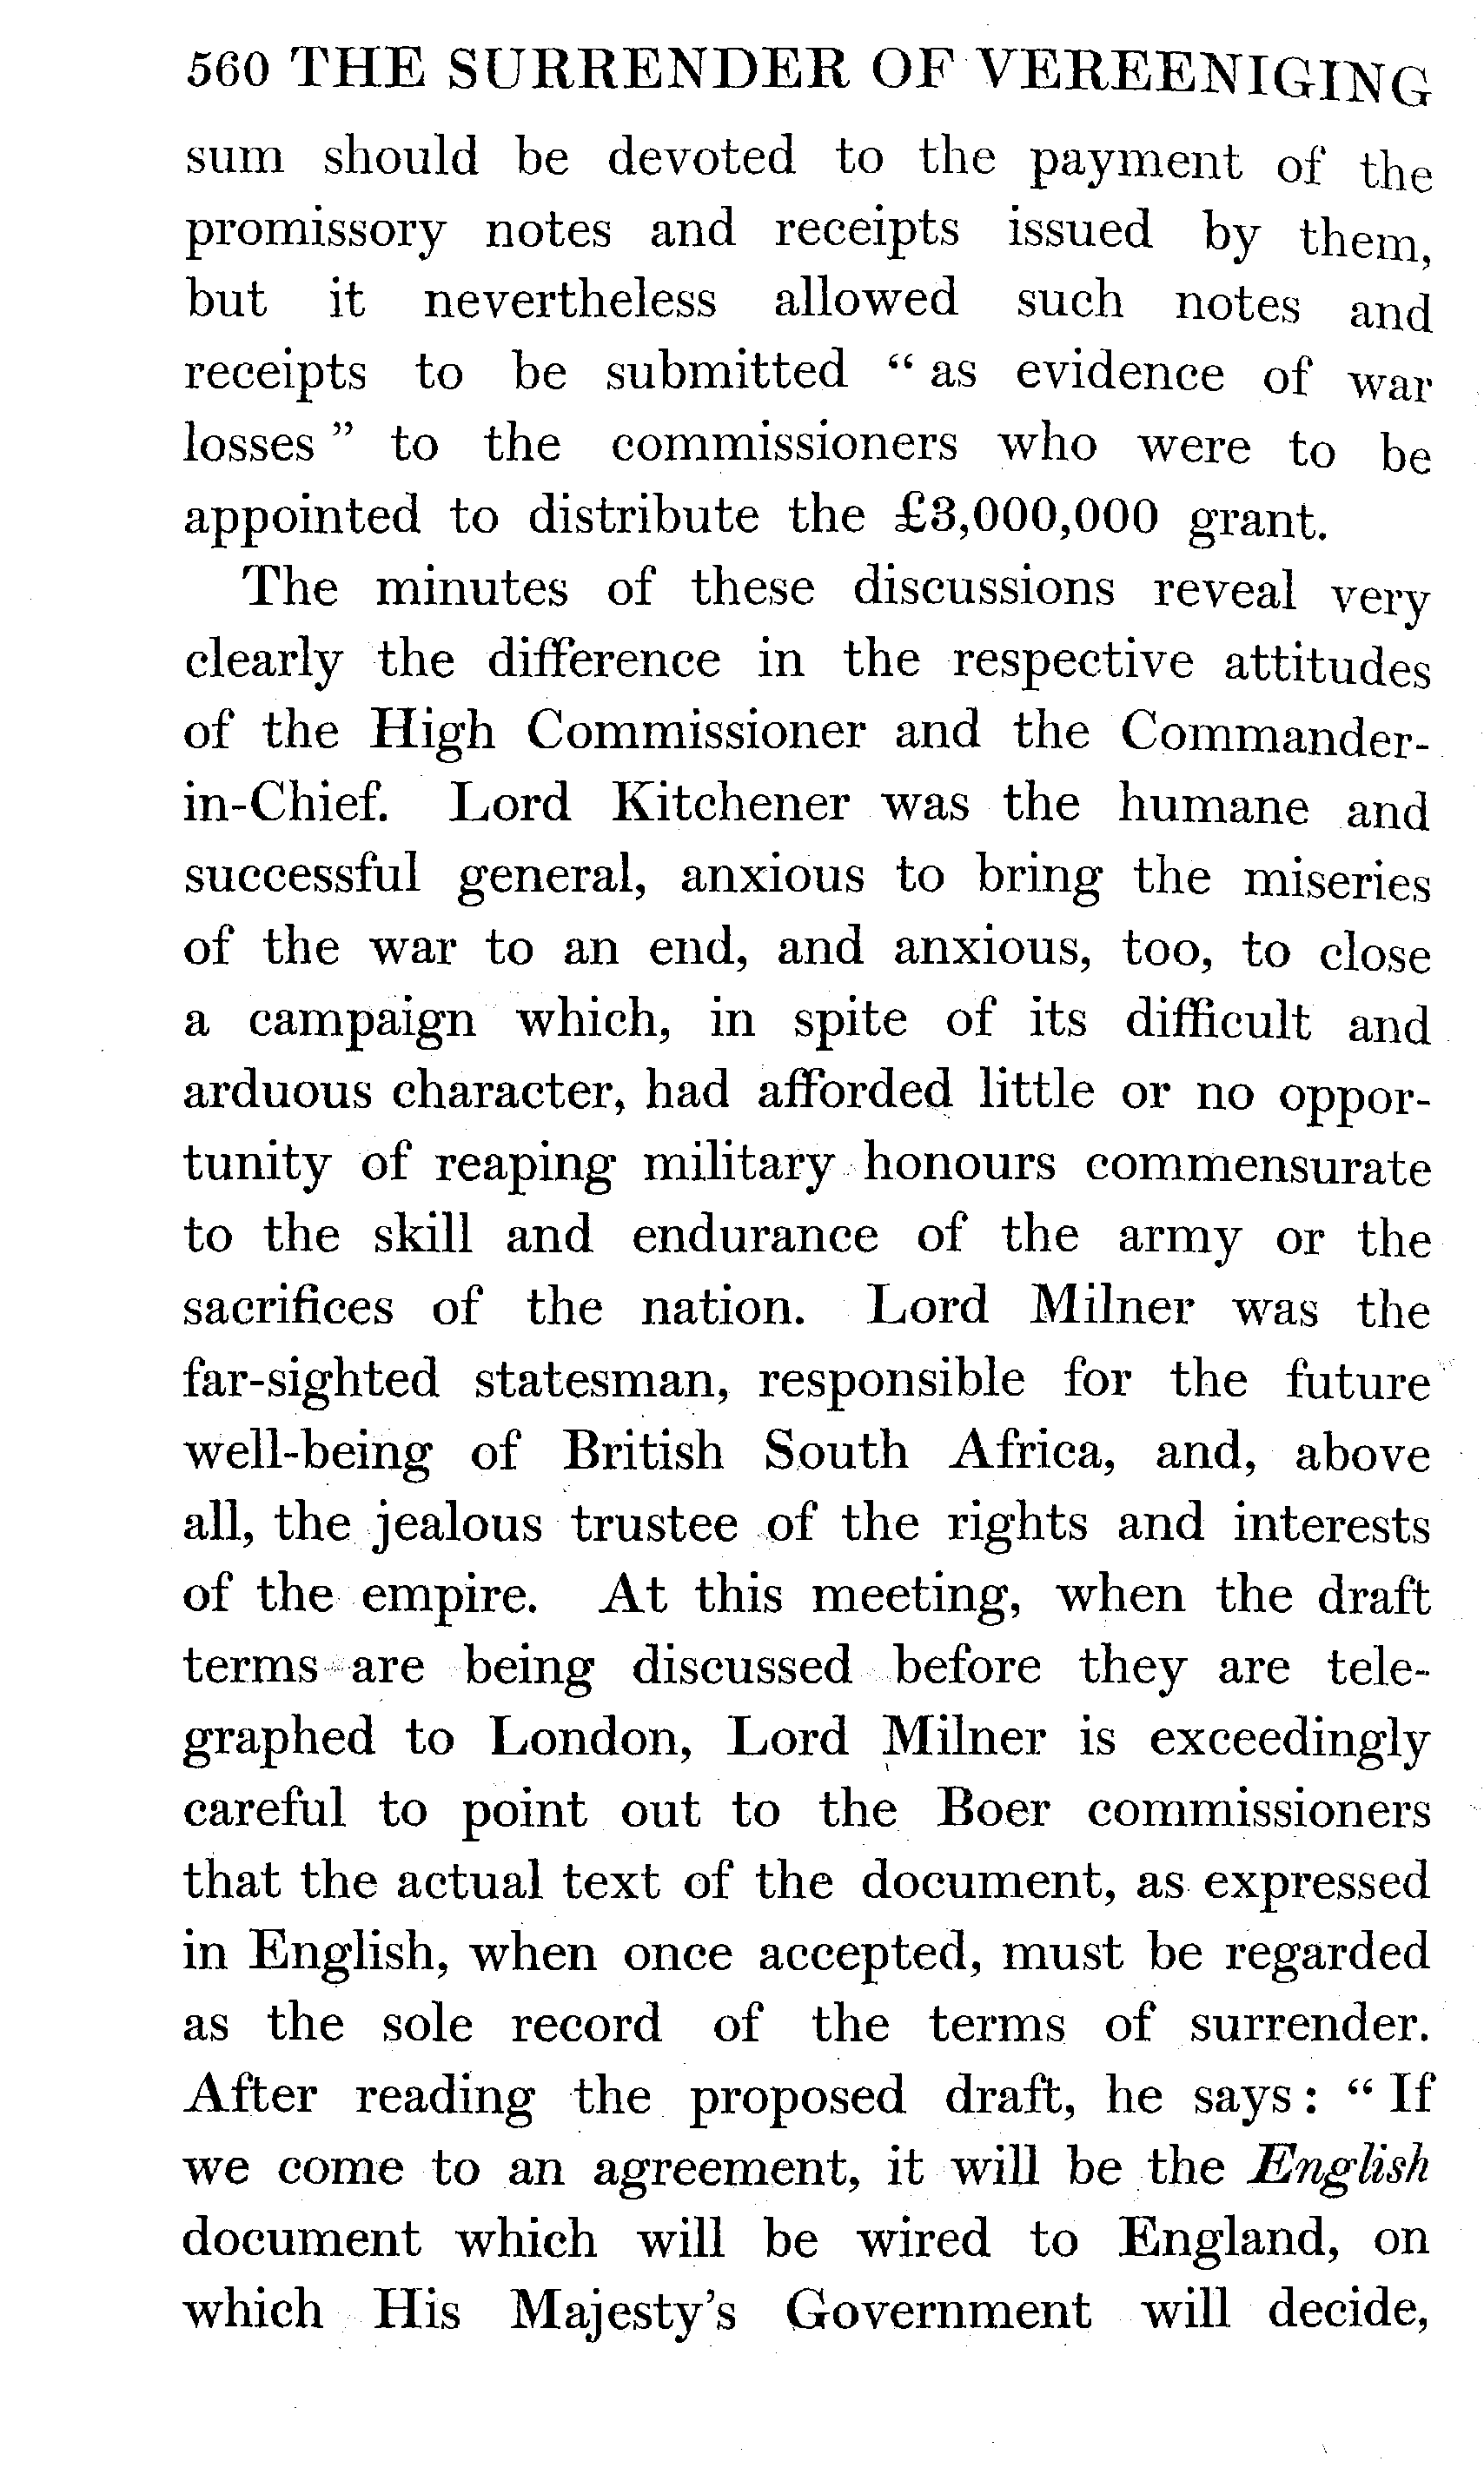 560 THE SURRENDER OF VEREENIGING
sum should be devoted to the payment of the
promissory notes and receipts issued by them,
but it nevertheless allowed such notes and
receipts to be submitted “ as evidence of war
losses ” to the commissioners who were to be
appointed to distribute the £3,000,000 grant.
The minutes of these discussions reveal very
clearly the difference in the respective attitudes
of the High Commissioner and the Commander-
in-Chief. Lord Kitchener was the humane and
successful general, anxious to bring the miseries
of the war to an end, and anxious, too, to close
a campaign which, in spite of its difficult and
arduous character, had afforded little or no oppor-
tunity of reaping military honours commensurate
to the skill and endurance of the army or the
sacrifices of the nation. Lord Milner was the
far-sighted statesman, responsible for the future
well-being of British South Africa, and, above
all, the jealous trustee of the rights and interests
of the empire. At this meeting, when the draft
terms are being discussed before they are tele-
graphed to London, Lord Milner is exceedingly
careful to point out to the Boer commissioners
that the actual text of the document, as expressed
in English, when once accepted, must be regarded
as the sole record of the terms of surrender.
After reading the proposed draft, he says : “ If
we come to an agreement, it will be the English
document which will be wired to England, on
which His Majesty's Government will decide,